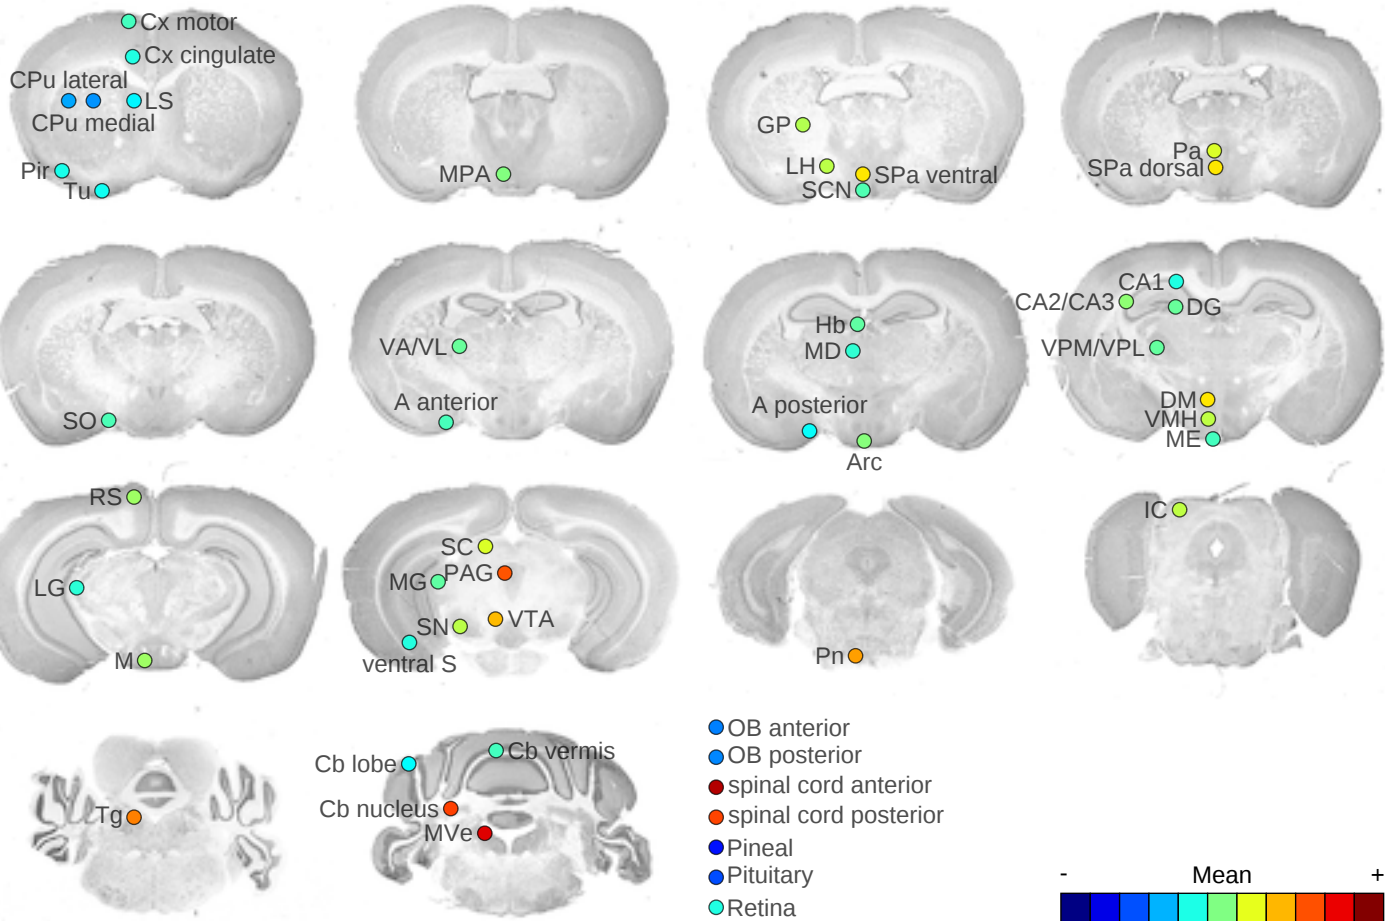 Cx motor
Cx cingulate
CPu lateral
LS
CPu medial
Pir
Tu
MPA
GP
LH
SPa ventral
SCN
Pa
SPa dorsal
SO
VA/VL
A anterior
Hb
MD
A posterior
Arc
CA1
CA2/CA3
DG
VPM/VPL
DM
VMH
ME
RS
LG
M
SC
PAG
MG
VTA
SN
ventral S
Pn
IC
Tg
Cb vermis
Cb lobe
Cb nucleus
MVe
OB anterior
OB posterior
spinal cord anterior
spinal cord posterior
Pineal
Pituitary
Retina
- Mean +